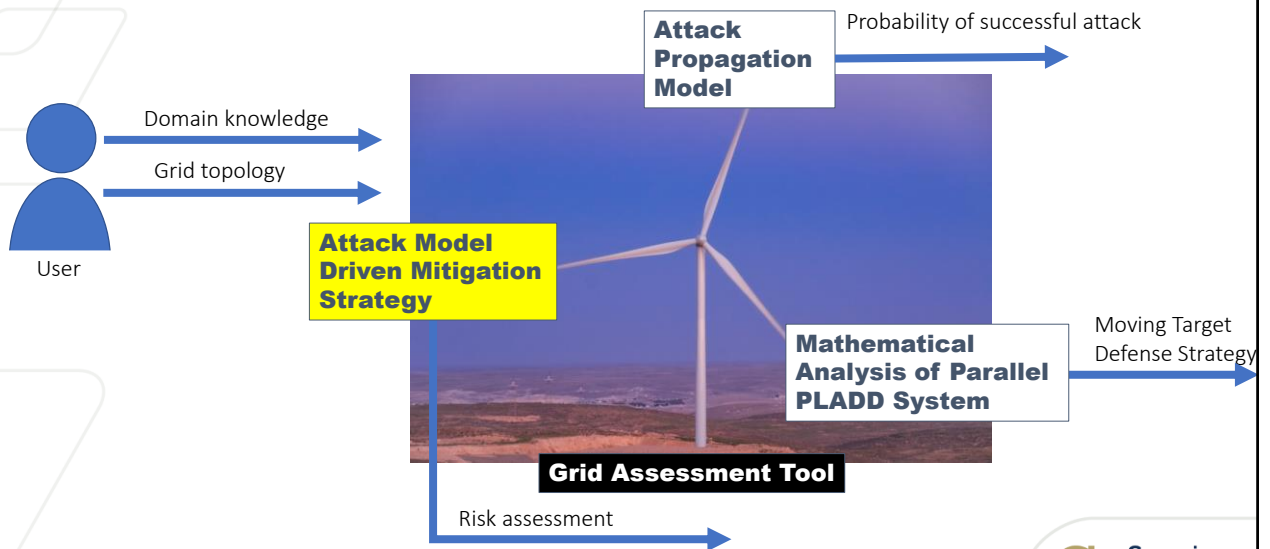 Attack
Propagation
Model
Probability of successful attack
Domain knowledge
Grid topology
User
Attack Model
Driven Mitigation
Strategy
Mathematical
Analysis of Parallel
PLADD System
Moving Target
Defense Strategy
Grid Assessment Tool
Risk assessment